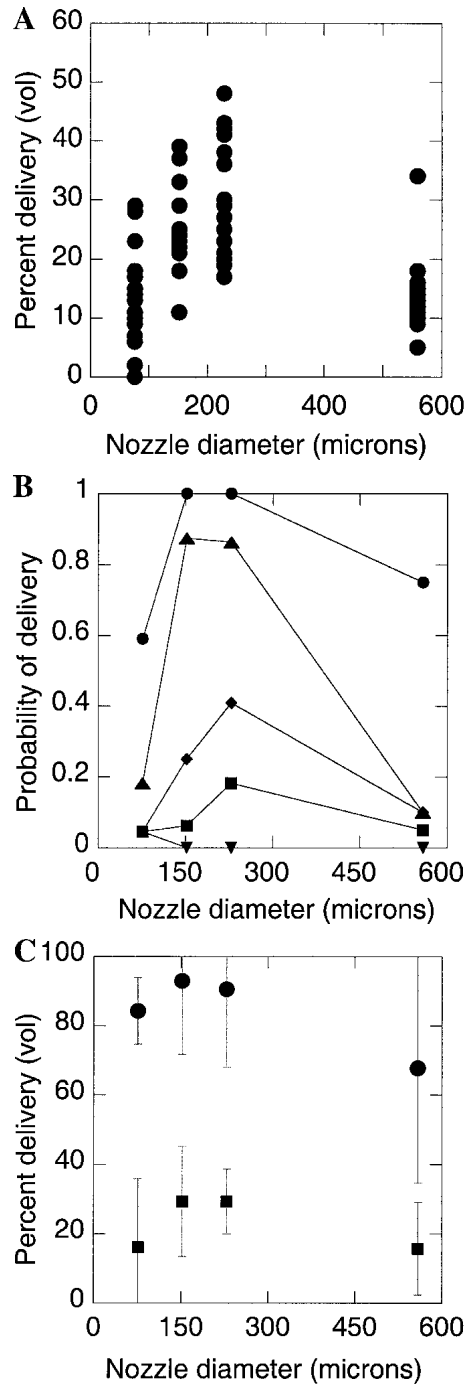 A
Percent delivery (vol)
60
50
40
30
20
10
0
0 200 400 600
Nozzle diameter (microns)
B
Probability of delivery
1
0.8
0.6
0.4
0.2
0
0 150 300 450 600
Nozzle diameter (microns)
C
Percent delivery (vol)
100
80
60
40
20
0
0 150 300 450 600
Nozzle diameter (microns)